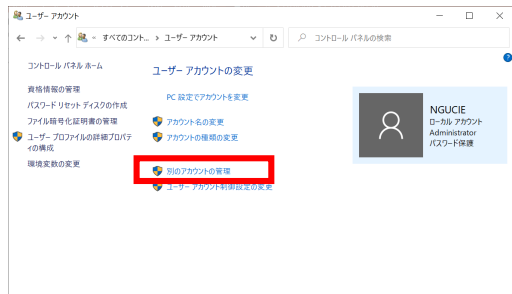 ユーザー アカウント
すべてのコント... › ユーザー アカウント
コントロール パネルの検索
コントロール パネル ホーム
資格情報の管理
パスワード リセット ディスクの作成
ファイル暗号化証明書の管理
ユーザー プロファイルの詳細プロパテ
ィの構成
環境変数の変更
ユーザー アカウントの変更
PC 設定でアカウントを変更
アカウント名の変更
アカウントの種類の変更
別のアカウントの管理
ユーザー アカウント制御設定の変更
NGUCIE
ローカル アカウント
Administrator
パスワード保護